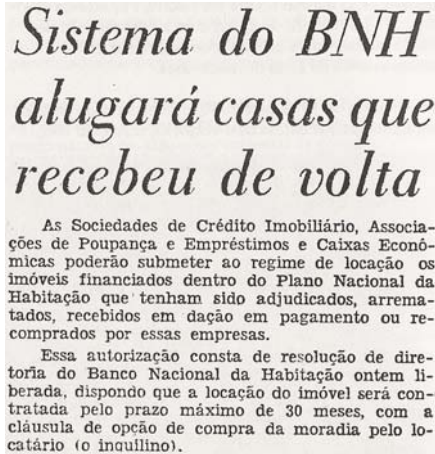 Sistema do BNH
alugará casas que
recebeu de volta
As Sociedades de Crédito Imobiliário, Associa-
ções de Poupança e Empréstimos e Caixas Econô-
micas poderão submeter ao regime de locação os
imóveis financiados dentro do Plano Nacional da
Habitação que tenham sido adjudicados, arrema-
tados, recebidos em dação em pagamento ou re-
comprados por essas empresas.
Essa autorização consta de resolução de dire-
toria do Banco Nacional da Habitação ontem li-
berada, dispondo que a locação do imóvel será con-
tratada pelo prazo máximo de 30 meses, com a
cláusula de opção de compra da moradia pelo lo-
catário (o inquilino).